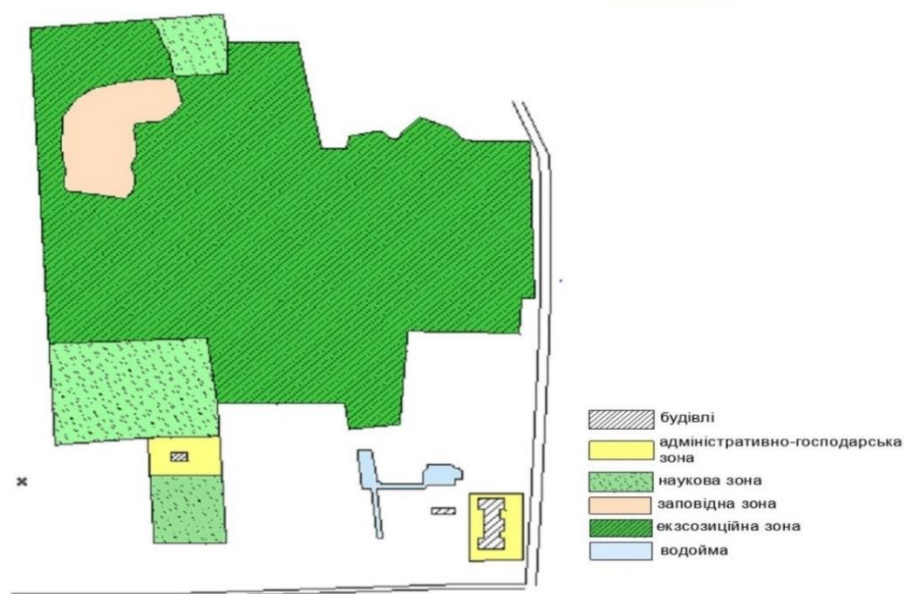 будівлі
адміністративно-господарська
зона
наукова зона
заповідна зона
екзсозиційна зона
водойма